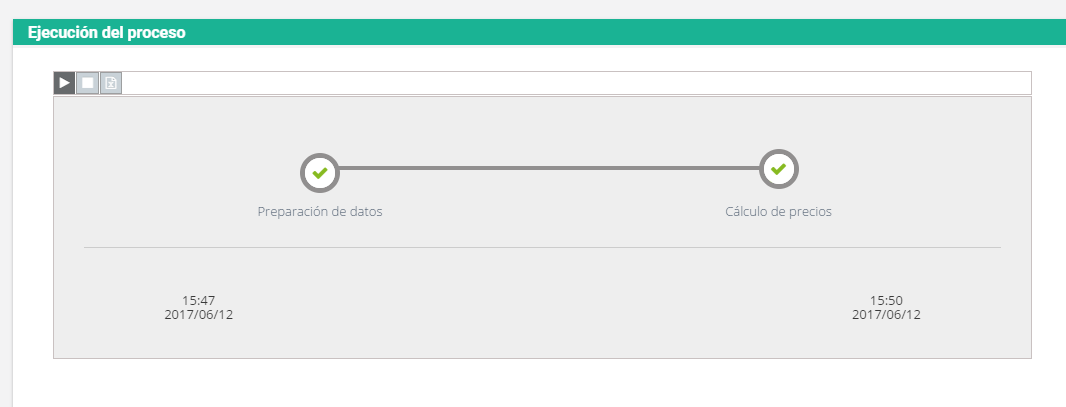 Ejecución del proceso
Preparación de datos
Cálculo de precios
15:47
2017/06/12
15:50
2017/06/12